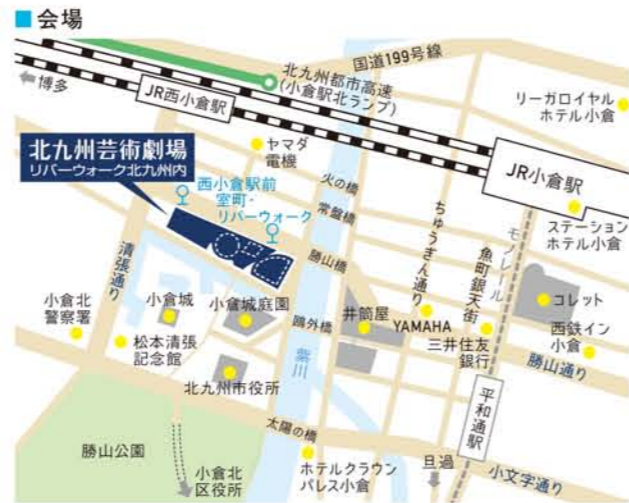 会場
国道199号線
北九州都市高速
(小倉駅北ランプ)
博多
JR西小倉駅
リーガロイヤル
ホテル小倉
ヤマダ
電機
JR小倉駅
北九州芸術劇場
リバーウォーク北九州内
火の橋
西小倉駅前
室町・
リバーウォーク
常盤橋
ちゅうぎん通り
魚町銀天街
モノレール
ステーション
ホテル小倉
清張通り
勝山橋
小倉北
警察署
小倉城
小倉城庭園
井筒屋
YAMAHA
コレット
鴎外橋
三井住友
銀行
西鉄イン
小倉
松本清張
記念館
紫川
勝山通り
北九州市役所
平和通駅
太陽の橋
勝山公園
小倉北
区役所
ホテルクラウン
パレス小倉
旦過
小文字通り